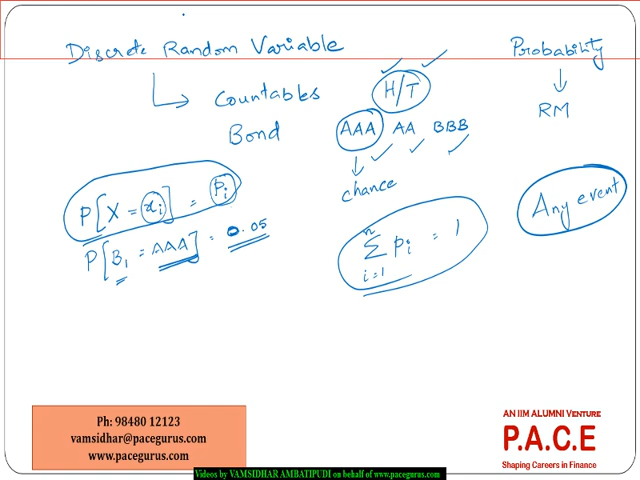 Discrete Random Variable
Countables
Bond
H/T
AAA AA BBB
chance
P[X = xi] = Pi
P[B1 = AAA] = 0.05
n
∑ Pi = 1
i=1
Probability
RM
Any event
Ph: 98480 12123
vamsidhar@pacegurus.com
www.pacegurus.com
AN IIM ALUMNI VENTURE
P.A.C.E
Shaping Careers in Finance
Videos by VAMSIDHAR AMBATIPUDI on behalf of www.pacegurus.com